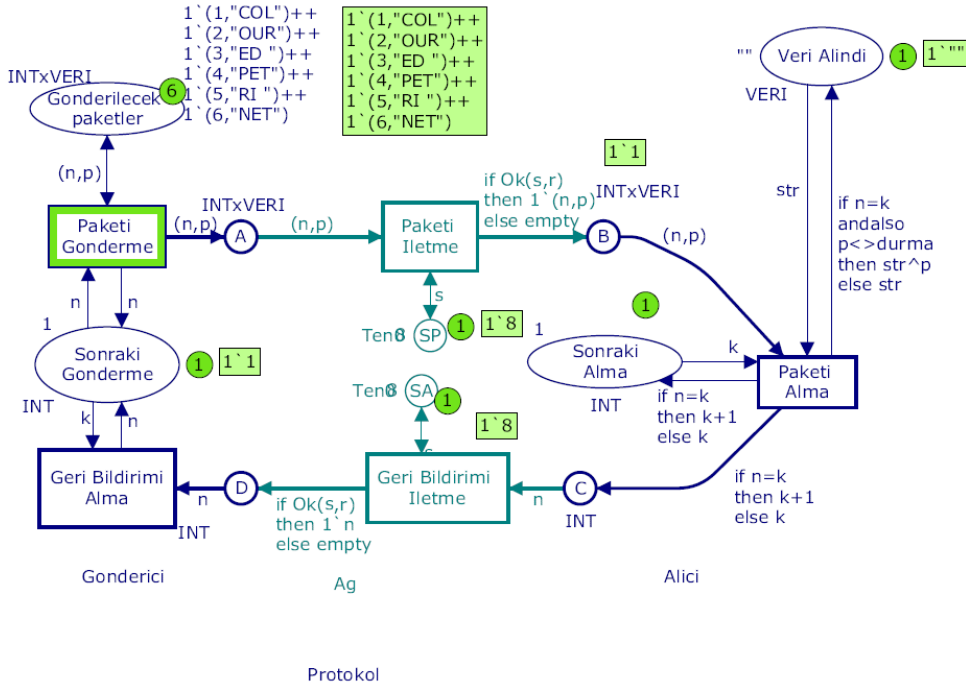 1`(1,"COL")++
1`(2,"OUR")++
1`(3,"ED ")++
1`(4,"PET")++
1`(5,"RI ")++
1`(6,"NET")
1`(1,"COL")++
1`(2,"OUR")++
1`(3,"ED ")++
1`(4,"PET")++
1`(5,"RI ")++
1`(6,"NET")
INTxVERI
6
Gonderilecek
paketler
(n,p)
Paketi
Gonderme
(n,p)
INTxVERI
A
(n,p)
Paketi
Iletme
if Ok(s,r)
then 1`(n,p)
else empty
1`1
INTxVERI
B
(n,p)
""
Veri Alindi
1
1`""
VERI
str
if n=k
andalso
p<>durma
then str^p
else str
n
n
1
Sonraki
Gonderme
1
1`1
INT
s
SP
1
1`8
SA
1
1`8
s
1
1
Sonraki
Alma
INT
k
if n=k
then k+1
else k
Paketi
Alma
k
n
Geri Bildirimi
Alma
INT
n
D
if Ok(s,r)
then 1`n
else empty
Geri Bildirimi
Iletme
n
C
INT
if n=k
then k+1
else k
Gonderici
Ag
Alici
Protokol